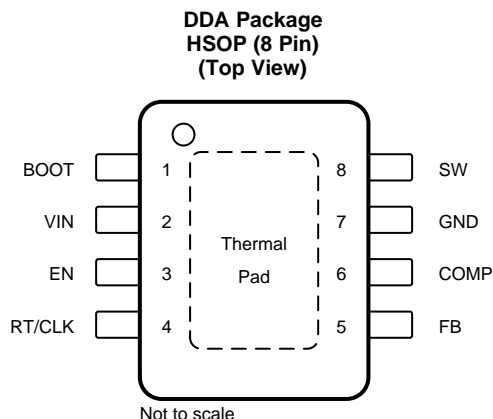 DDA Package
HSOP (8 Pin)
(Top View)
BOOT 1 8 SW
VIN 2 7 GND
Thermal
EN 3 Pad 6 COMP
RT/CLK 4 5 FB
Not to scale